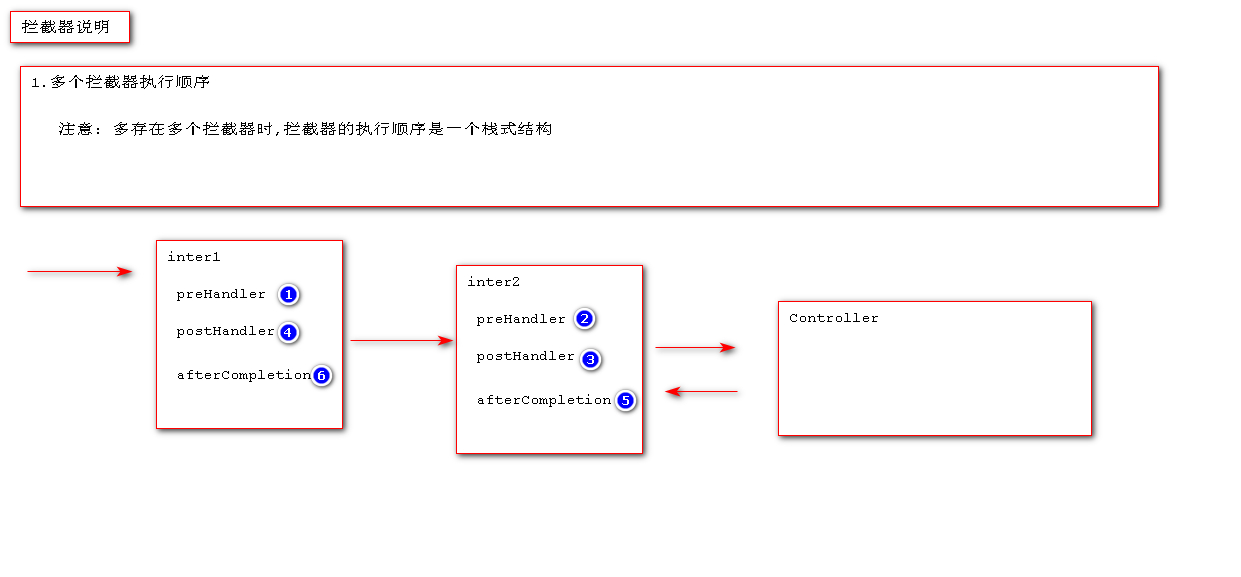 拦截器说明
1.多个拦截器执行顺序
注意: 多存在多个拦截器时,拦截器的执行顺序是一个栈式结构
inter1
preHandler 1
postHandler 4
afterCompletion 6
inter2
preHandler 2
postHandler 3
afterCompletion 5
Controller